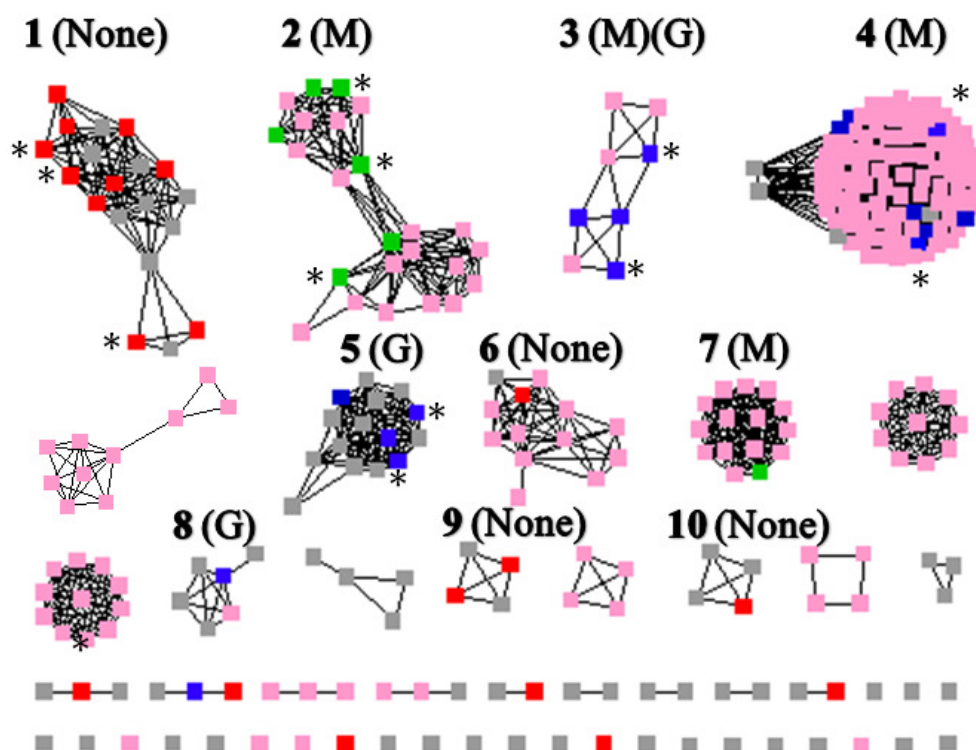 1 (None)
2 (M)
3 (M)(G)
4 (M)
*
*
*
*
*
*
*
*
*
*
5 (G)
6 (None)
7 (M)
*
*
8 (G)
9 (None)
10 (None)
*